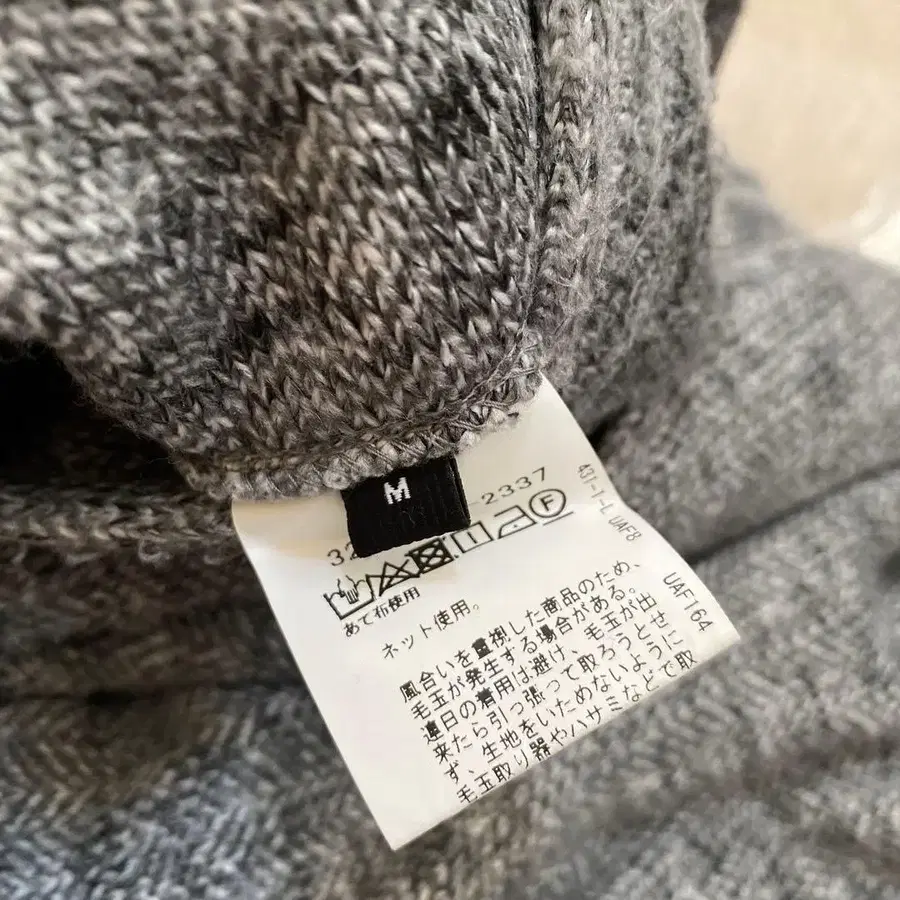 M
32
-2337
431-1-L UAF8
UAF164
F
あて布使用
ネット使用。
風合いを重視した商品のため、
毛玉が発生する場合がある。
連日の着用は避け、毛玉が出
来たら引っ張って取ろうとせ
ず、生地をいためないように
毛玉取り器やハサミなどで取